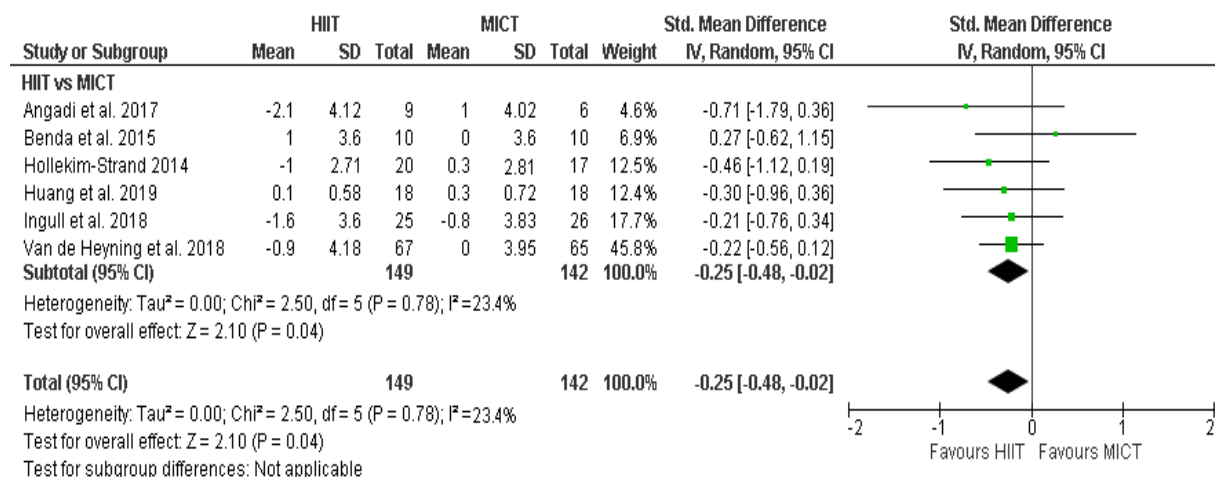 HIIT MICT Std. Mean Difference Std. Mean Difference
Study or Subgroup Mean SD Total Mean SD Total Weight IV, Random, 95% CI IV, Random, 95% CI
HIIT vs MICT
Angadi et al. 2017 -2.1 4.12 9 1 4.02 6 4.6% -0.71 [-1.79, 0.36]
Benda et al. 2015 1 3.6 10 0 3.6 10 6.9% 0.27 [-0.62, 1.15]
Hollekim-Strand 2014 -1 2.71 20 0.3 2.81 17 12.5% -0.46 [-1.12, 0.19]
Huang et al. 2019 0.1 0.58 18 0.3 0.72 18 12.4% -0.30 [-0.96, 0.36]
Ingull et al. 2018 -1.6 3.6 25 -0.8 3.83 26 17.7% -0.21 [-0.76, 0.34]
Van de Heyning et al. 2018 -0.9 4.18 67 0 3.95 65 45.8% -0.22 [-0.56, 0.12]
Subtotal (95% CI) 149 142 100.0% -0.25 [-0.48, -0.02]
Heterogeneity: Tau² = 0.00; Chi² = 2.50, df = 5 (P = 0.78); I² =23.4%
Test for overall effect: Z = 2.10 (P = 0.04)
Total (95% CI) 149 142 100.0% -0.25 [-0.48, -0.02]
Heterogeneity: Tau² = 0.00; Chi² = 2.50, df = 5 (P = 0.78); I² =23.4%
Test for overall effect: Z = 2.10 (P = 0.04)
Test for subgroup differences: Not applicable
-2 -1 0 1 2
Favours HIIT Favours MICT